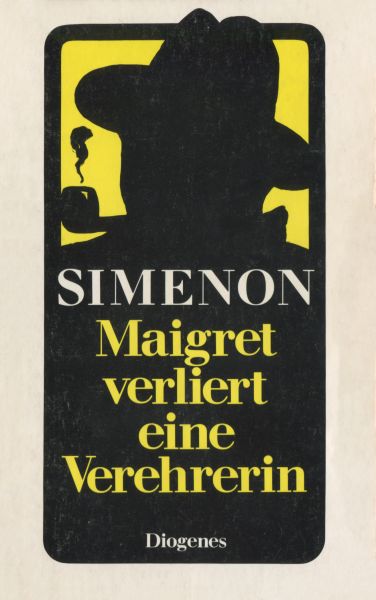 SIMENON
Maigret
verliert
eine
Verehrerin
Diogenes